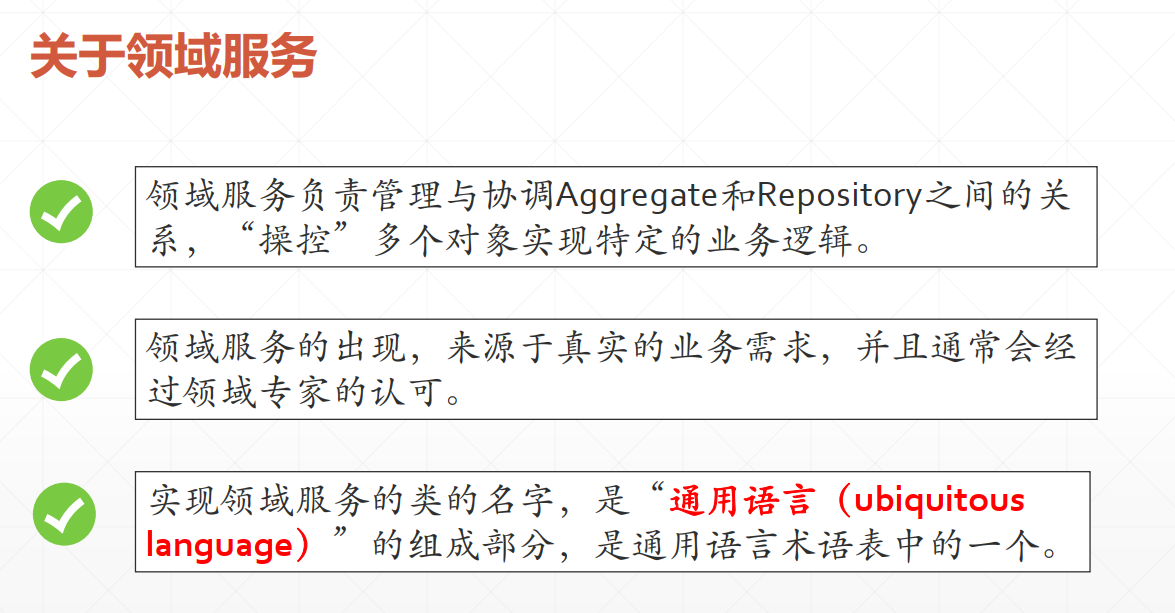 关于领域服务
领域服务负责管理与协调Aggregate和Repository之间的关
系，“操控”多个对象实现特定的业务逻辑。
领域服务的出现，来源于真实的业务需求，并且通常会经
过领域专家的认可。
实现领域服务的类的名字，是“通用语言（ubiquitous
language）”的组成部分，是通用语言术语表中的一个。